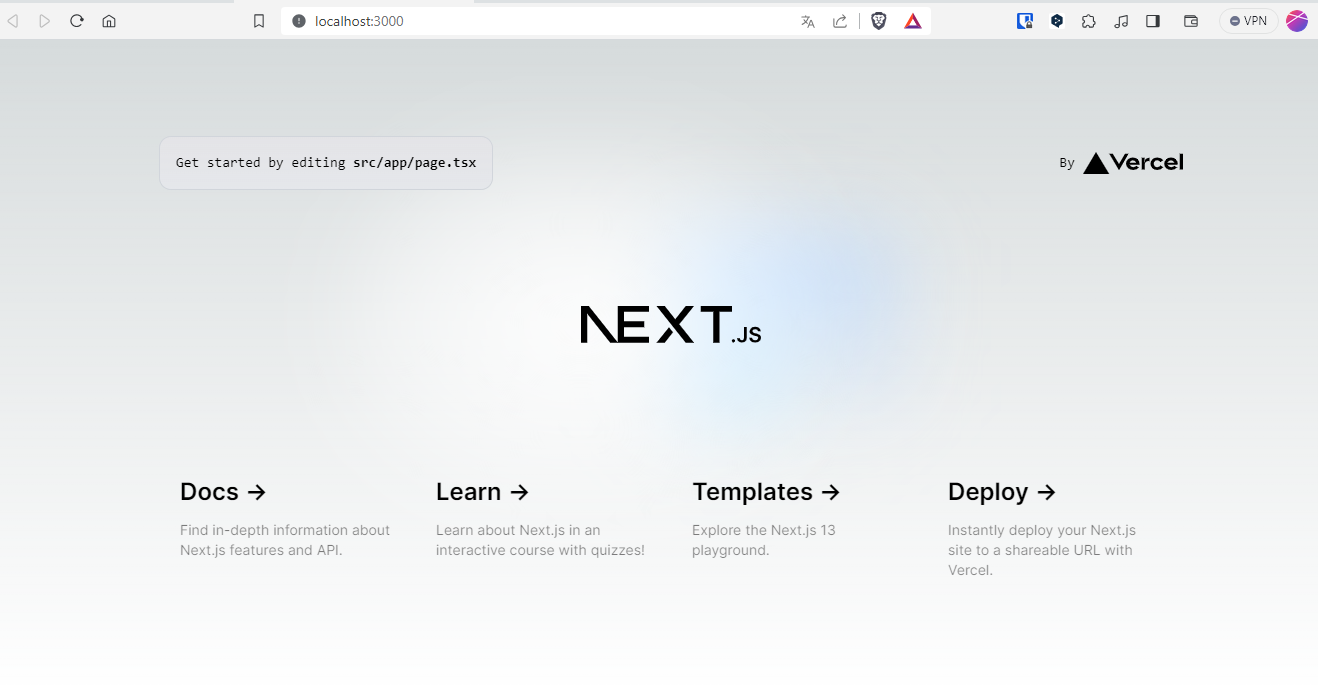 localhost:3000
VPN
Get started by editing src/app/page.tsx
By Vercel
NEXT.JS
Docs →
Find in-depth information about
Next.js features and API.
Learn →
Learn about Next.js in an
interactive course with quizzes!
Templates →
Explore the Next.js 13
playground.
Deploy →
Instantly deploy your Next.js
site to a shareable URL with
Vercel.